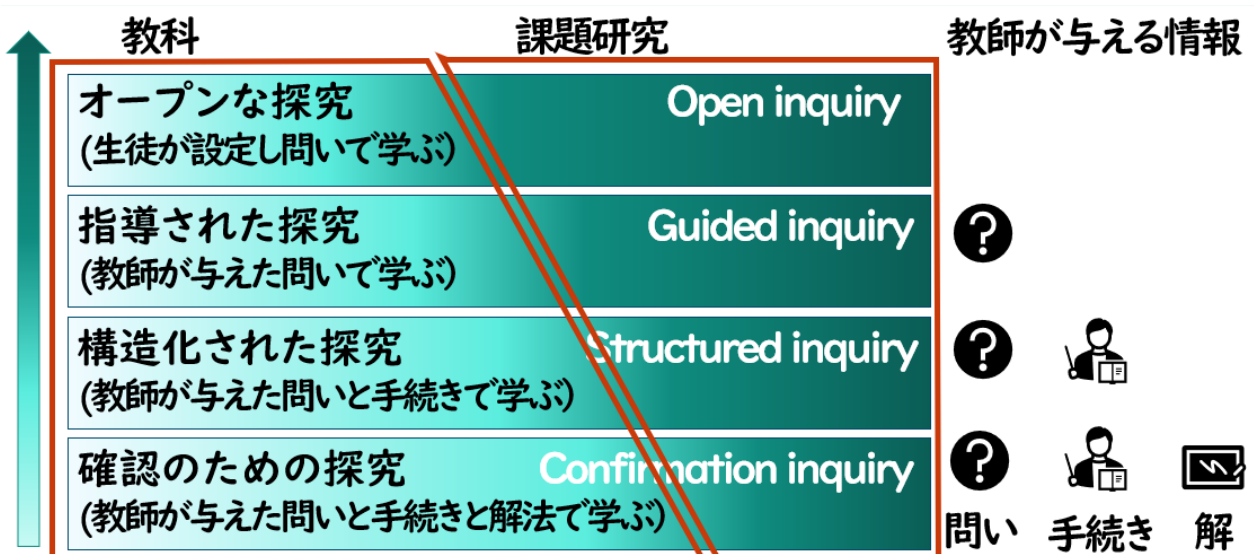 教科
課題研究
教師が与える情報
オープンな探究
Open inquiry
(生徒が設定し問いで学ぶ)
指導された探究
Guided inquiry
(教師が与えた問いで学ぶ)
構造化された探究
Structured inquiry
(教師が与えた問いと手続きで学ぶ)
確認のための探究
Confirmation inquiry
(教師が与えた問いと手続きと解法で学ぶ)
問い
手続き
解